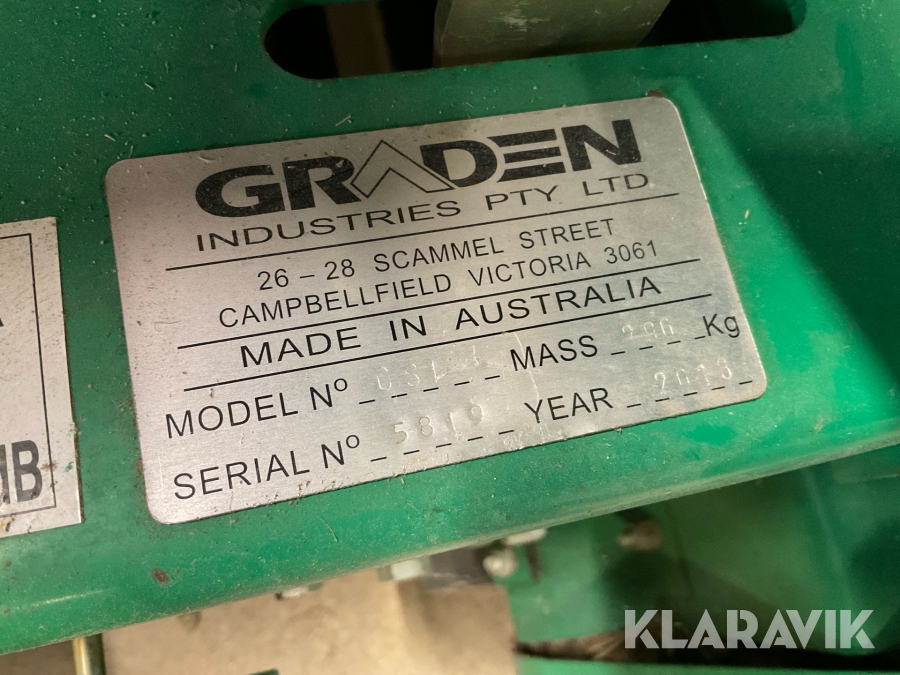 GRADEN
INDUSTRIES PTY LTD
26 – 28 SCAMMEL STREET
CAMPBELLFIELD VICTORIA 3061
MADE IN AUSTRALIA
MODEL Nº MASS Kg
SERIAL Nº 5819 YEAR 2013
KLARAVIK